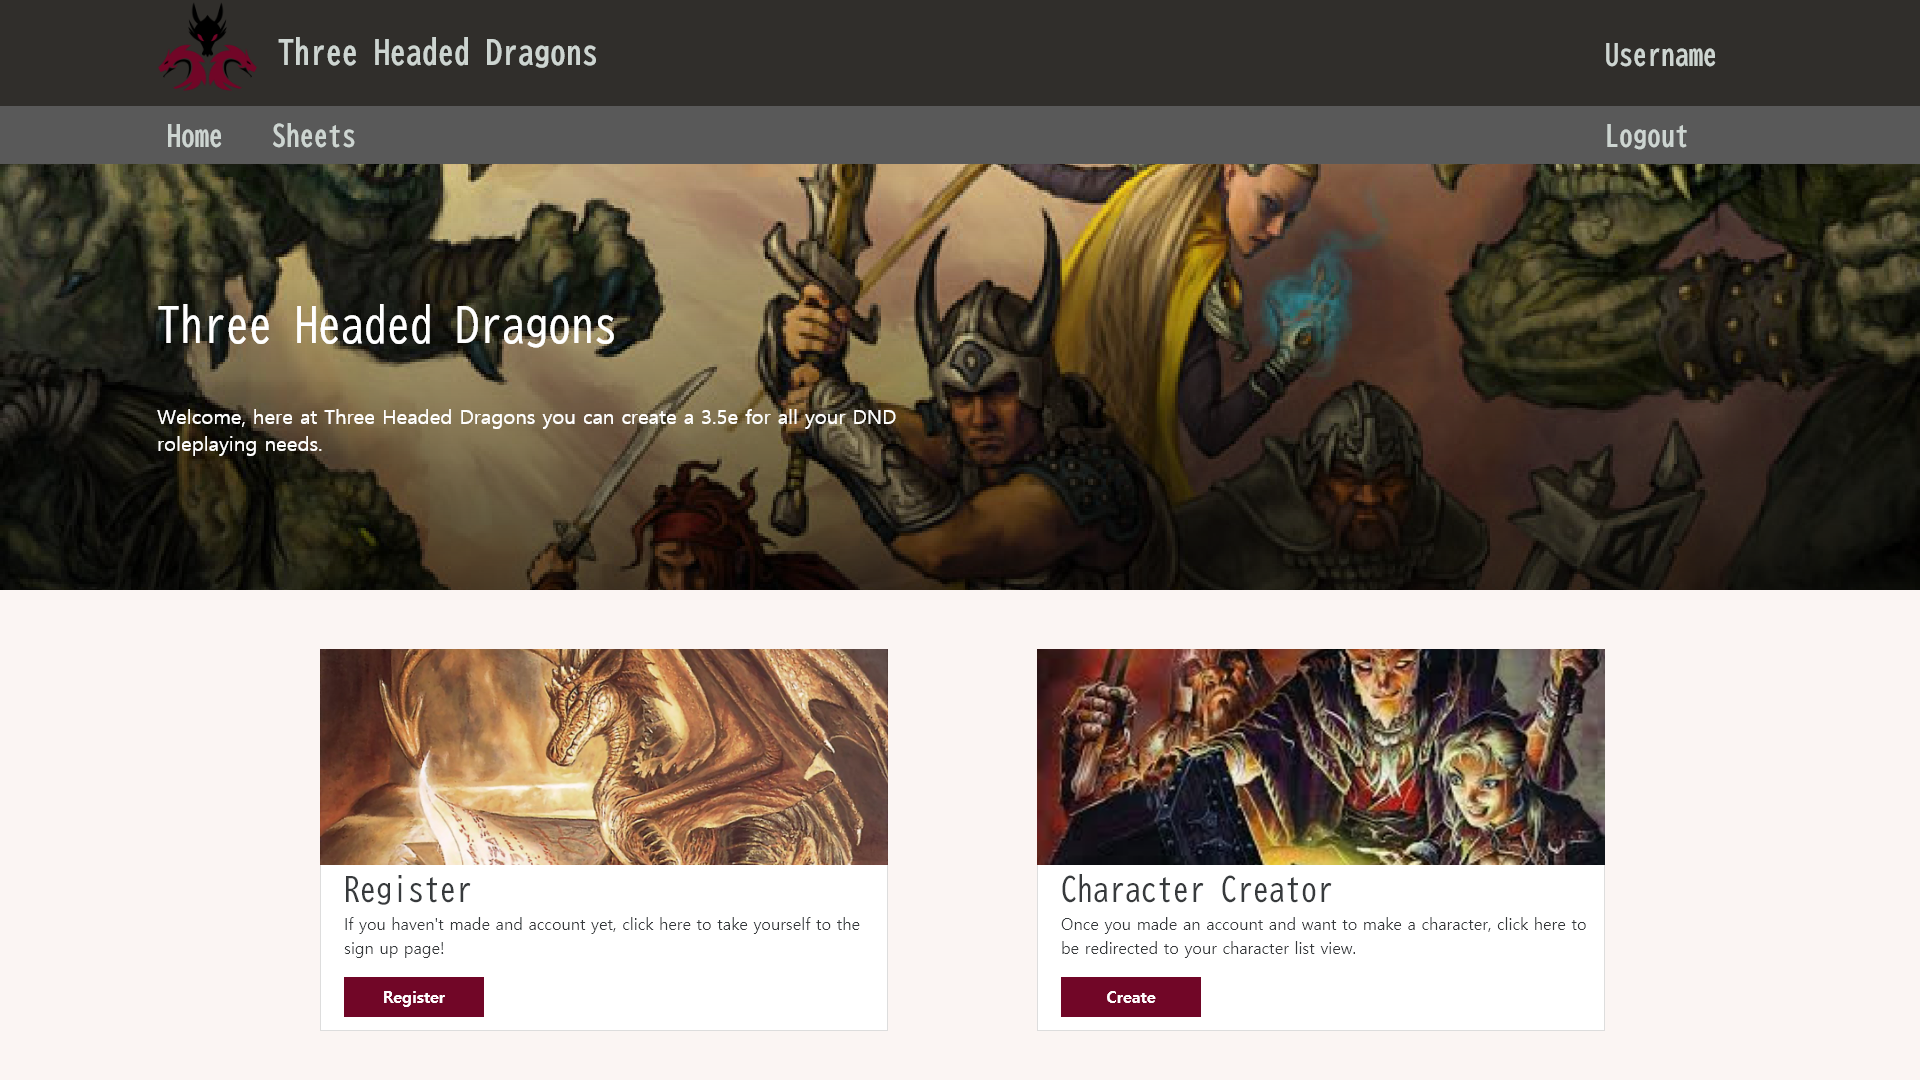 Three Headed Dragons
Username
Home
Sheets
Logout
Three Headed Dragons
Welcome, here at Three Headed Dragons you can create a 3.5e for all your DND
roleplaying needs.
Register
If you haven't made and account yet, click here to take yourself to the
sign up page!
Register
Character Creator
Once you made an account and want to make a character, click here to
be redirected to your character list view.
Create